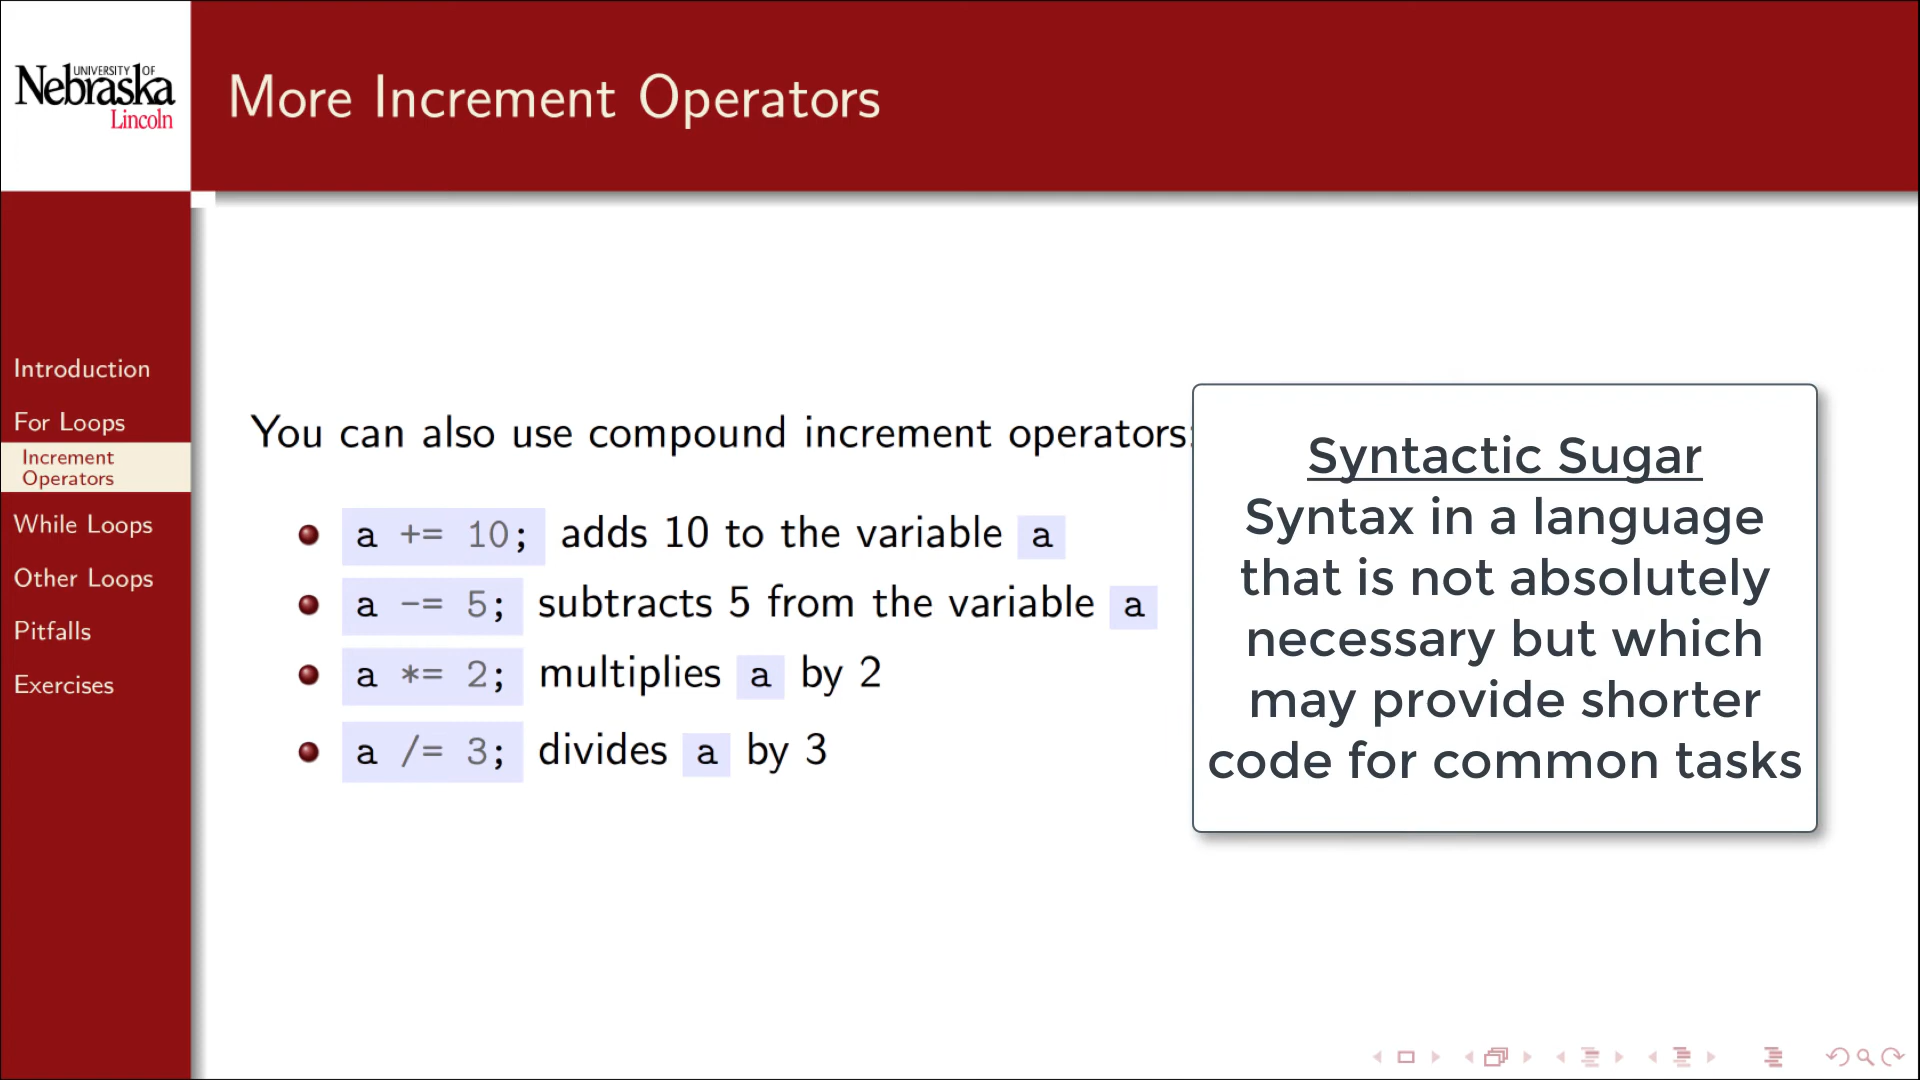 UNIVERSITY OF
Nebraska
Lincoln
More Increment Operators
Introduction
For Loops
Increment
Operators
While Loops
Other Loops
Pitfalls
Exercises
You can also use compound increment operators:
a += 10; adds 10 to the variable a
a -= 5; subtracts 5 from the variable a
a *= 2; multiplies a by 2
a /= 3; divides a by 3
Syntactic Sugar
Syntax in a language
that is not absolutely
necessary but which
may provide shorter
code for common tasks